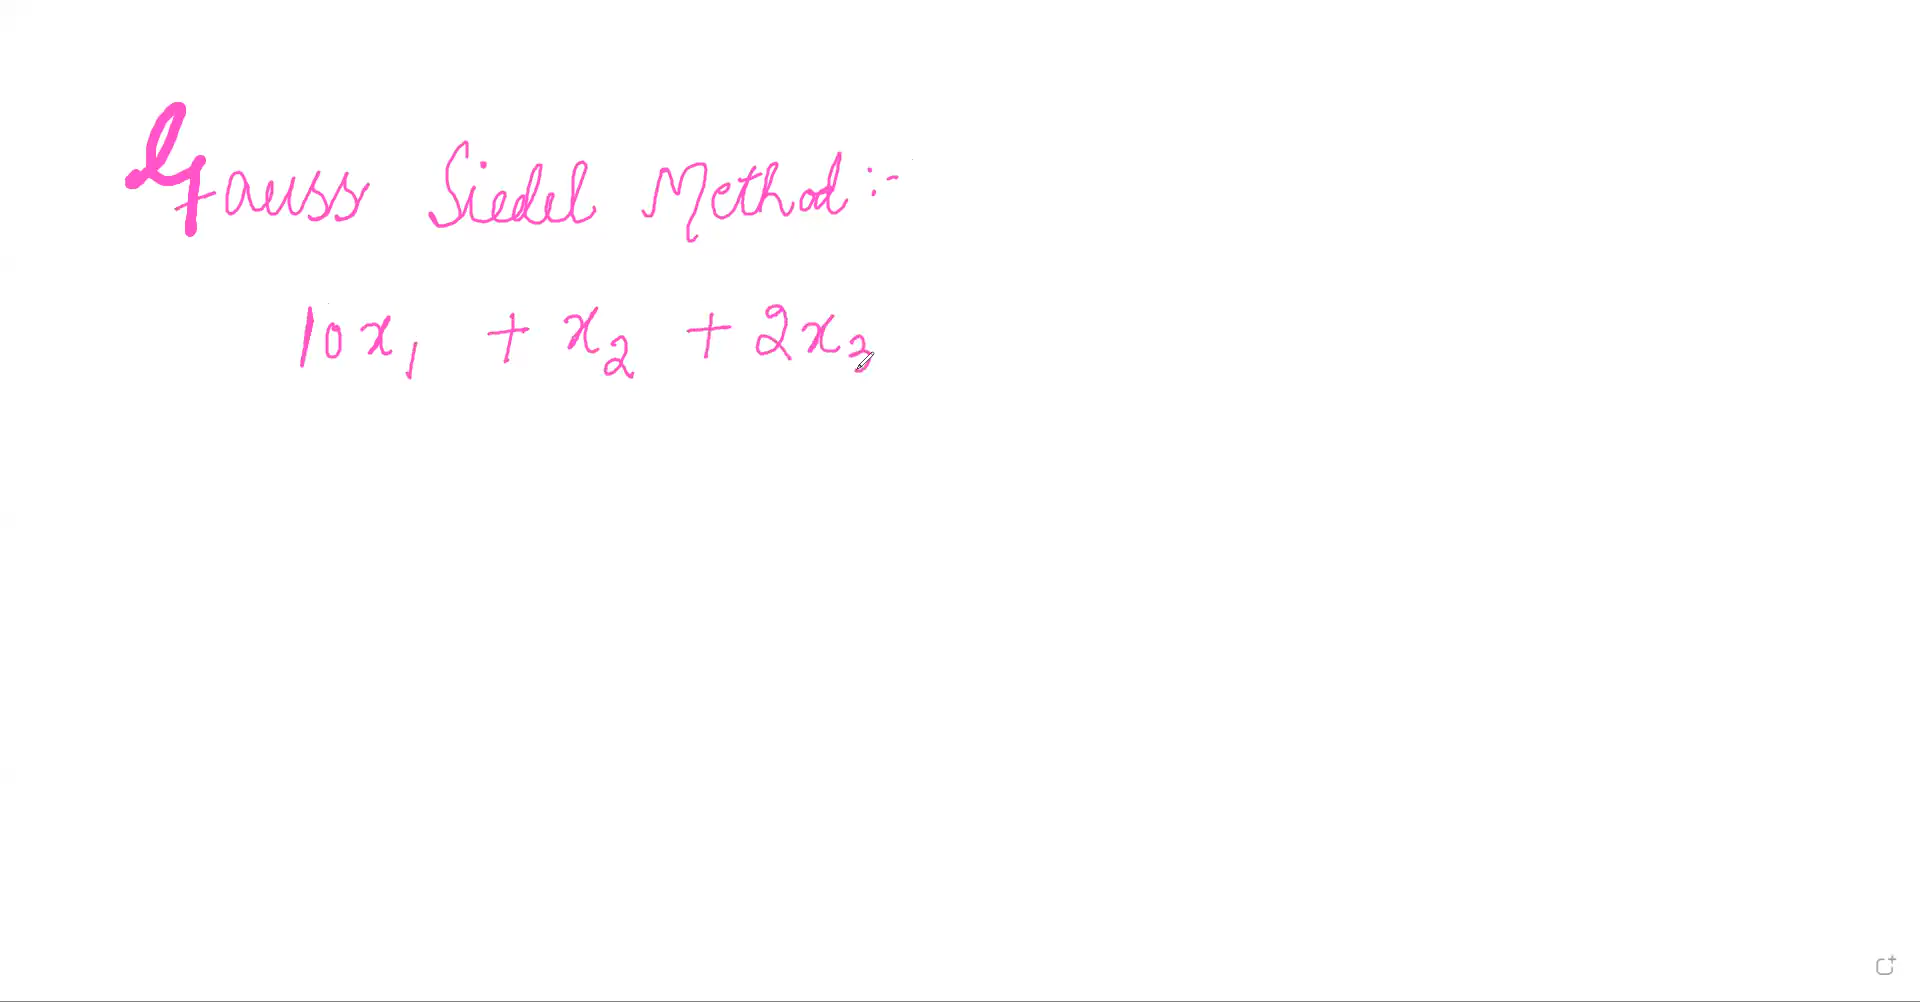 Gauss Siedel Method :-
10x₁ + x₂ + 2x₃